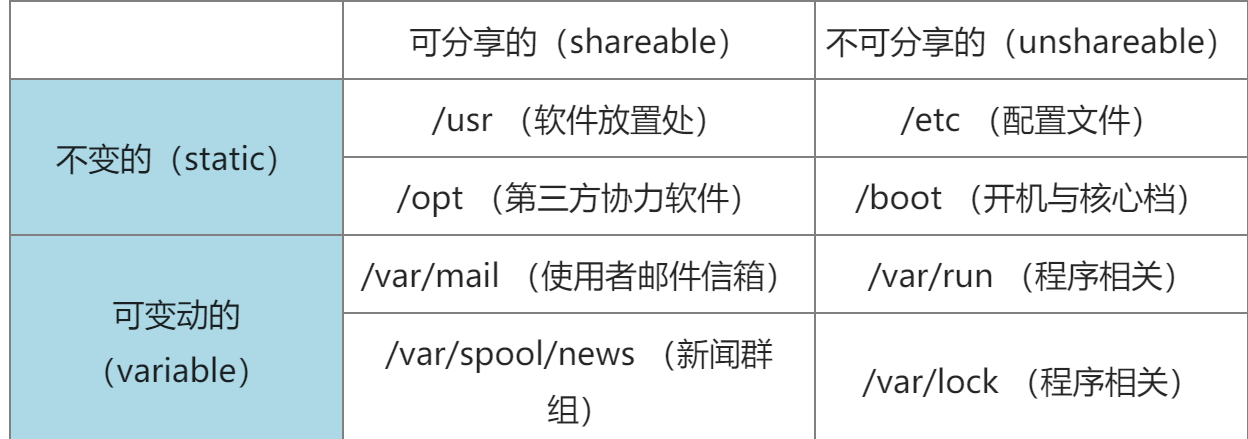 可分享的（shareable） 不可分享的（unshareable）
不变的（static） /usr （软件放置处） /etc （配置文件）
/opt （第三方协力软件） /boot （开机与核心档）
可变动的
（variable） /var/mail （使用者邮件信箱） /var/run （程序相关）
/var/spool/news （新闻群
组） /var/lock （程序相关）